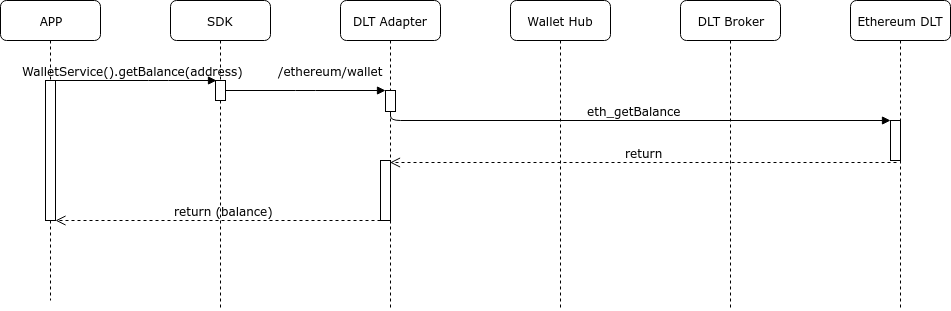 APP
SDK
DLT Adapter
Wallet Hub
DLT Broker
Ethereum DLT
WalletService().getBalance(address)
/ethereum/wallet
eth_getBalance
return
return (balance)